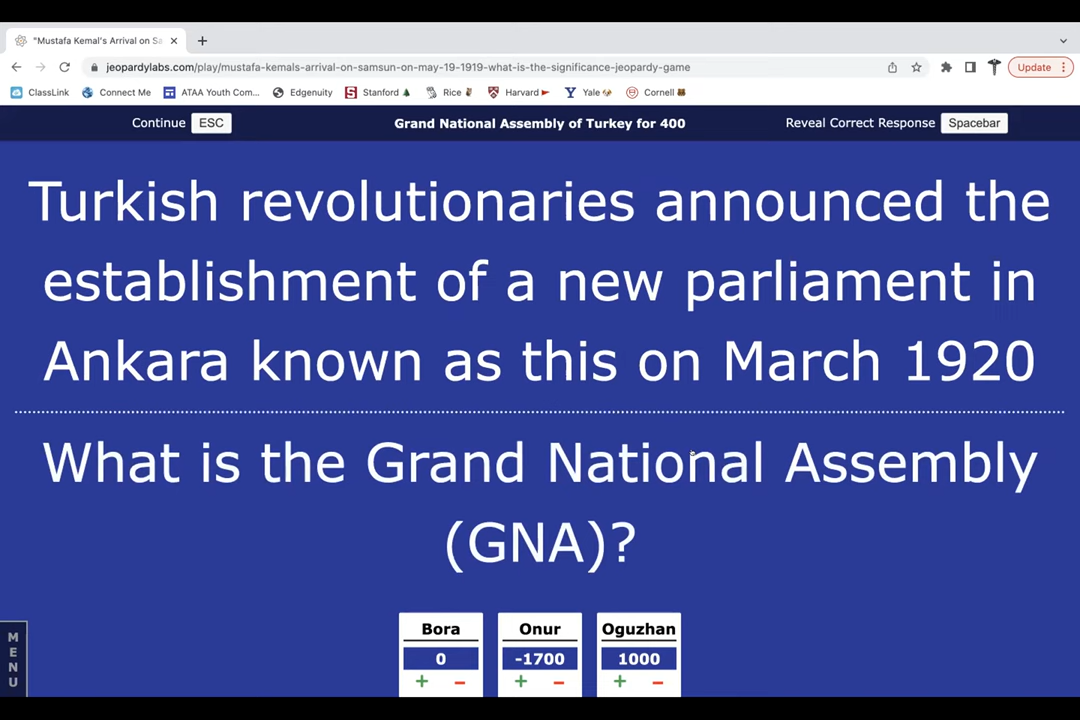 "Mustafa Kemal's Arrival on Sa
jeopardylabs.com/play/mustafa-kemals-arrival-on-samsun-on-may-19-1919-what-is-the-significance-jeopardy-game
Update
ClassLink Connect Me ATAA Youth Com... Edgenuity Stanford Rice Harvard Yale Cornell
Continue ESC Grand National Assembly of Turkey for 400 Reveal Correct Response Spacebar
Turkish revolutionaries announced the
establishment of a new parliament in
Ankara known as this on March 1920
What is the Grand National Assembly
(GNA)?
MENU
Bora Onur Oguzhan
0 -1700 1000
+ − + − + −